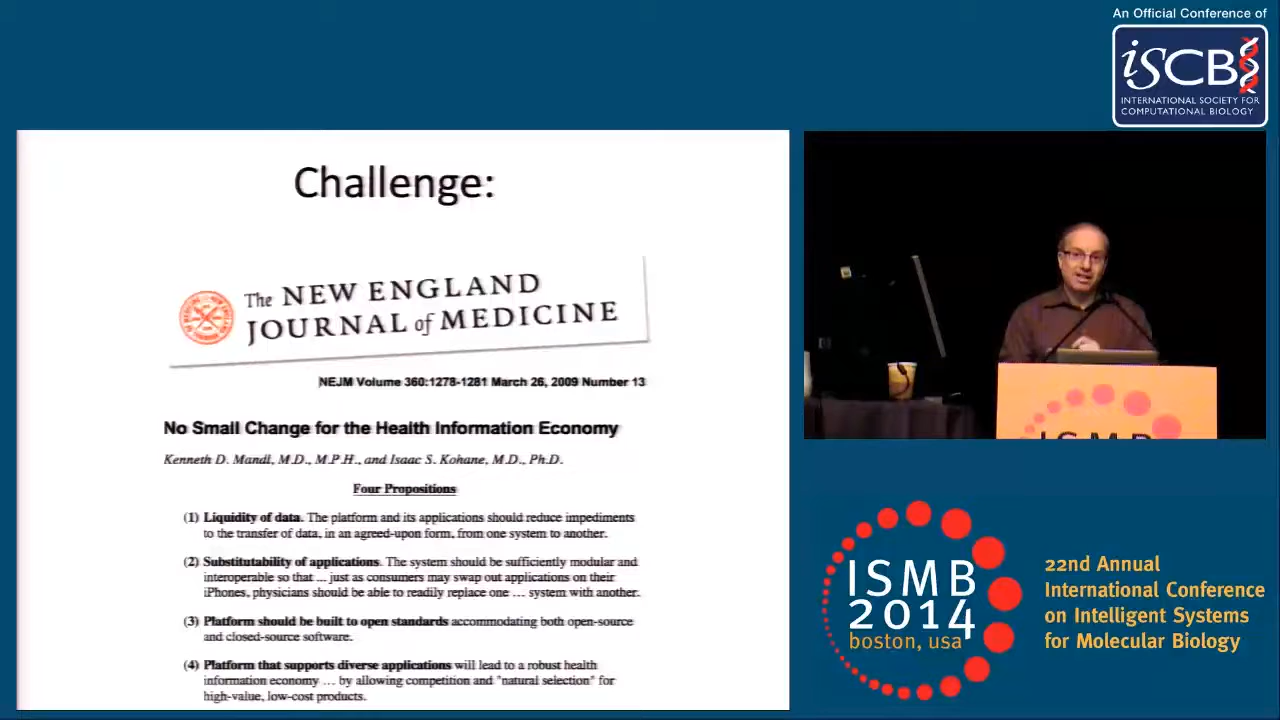 An Official Conference of
iSCB
INTERNATIONAL SOCIETY FOR
COMPUTATIONAL BIOLOGY
Challenge:
The NEW ENGLAND
JOURNAL of MEDICINE
NEJM Volume 360:1278-1281 March 26, 2009 Number 13
No Small Change for the Health Information Economy
Kenneth D. Mandl, M.D., M.P.H., and Isaac S. Kohane, M.D., Ph.D.
Four Propositions
(1) Liquidity of data. The platform and its applications should reduce impediments
to the transfer of data, in an agreed-upon form, from one system to another.
(2) Substitutability of applications. The system should be sufficiently modular and
interoperable so that ... just as consumers may swap out applications on their
iPhones, physicians should be able to readily replace one ... system with another.
(3) Platform should be built to open standards accommodating both open-source
and closed-source software.
(4) Platform that supports diverse applications will lead to a robust health
information economy ... by allowing competition and "natural selection" for
high-value, low-cost products.
ISMB
ISMB
2014
boston, usa
22nd Annual
International Conference
on Intelligent Systems
for Molecular Biology